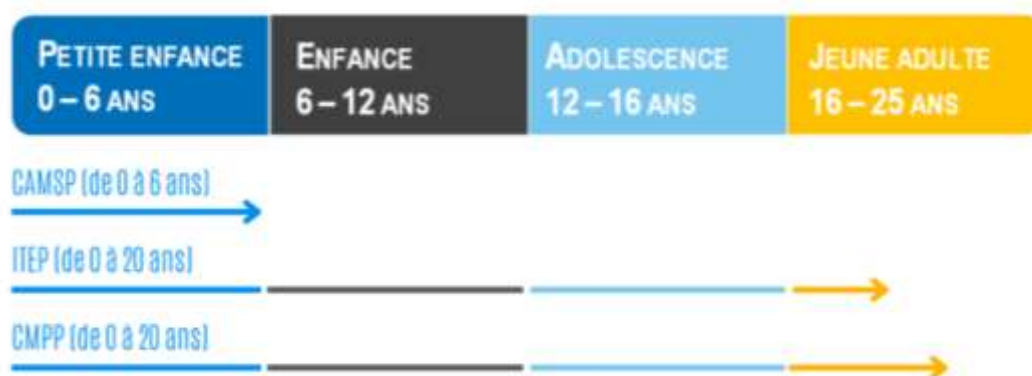 PETITE ENFANCE
0 – 6 ANS
ENFANCE
6 – 12 ANS
ADOLESCENCE
12 – 16 ANS
JEUNE ADULTE
16 – 25 ANS
CAMSP (de 0 à 6 ans)
ITEP (de 0 à 20 ans)
CMPP (de 0 à 20 ans)